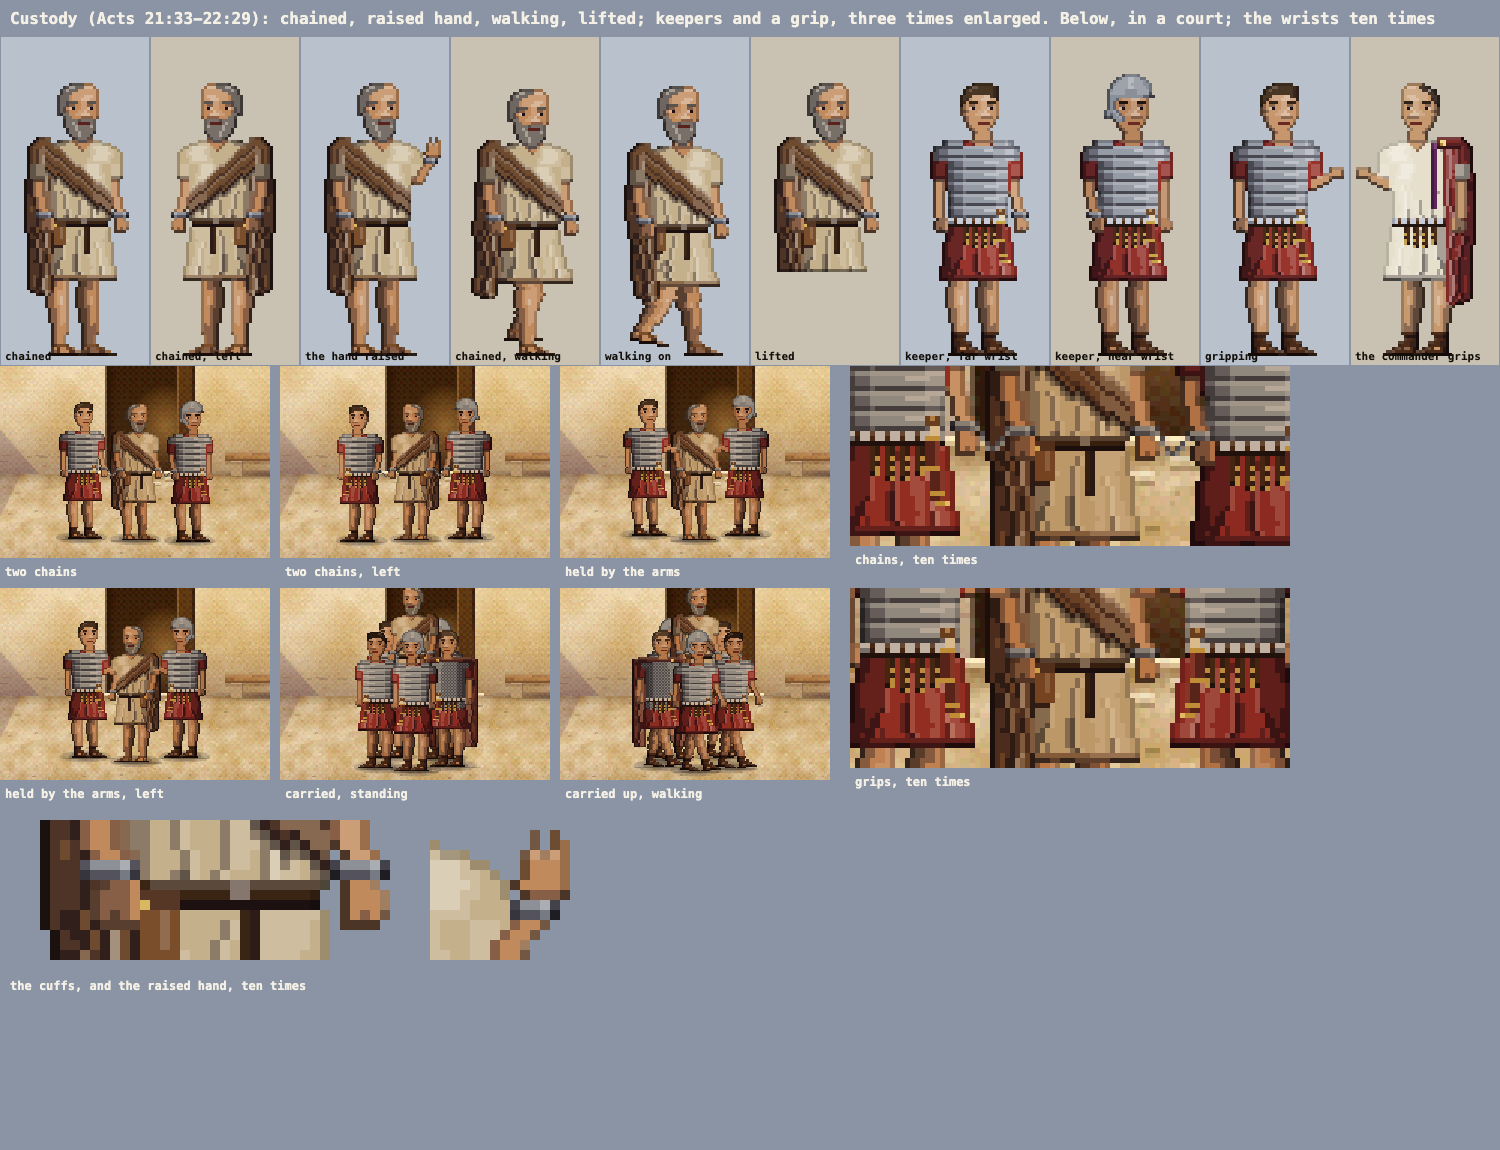 Custody (Acts 21:33–22:29): chained, raised hand, walking, lifted; keepers and a grip, three times enlarged. Below, in a court; the wrists ten times
chained
chained, left
the hand raised
chained, walking
walking on
lifted
keeper, far wrist
keeper, near wrist
gripping
the commander grips
two chains
two chains, left
held by the arms
chains, ten times
held by the arms, left
carried, standing
carried up, walking
grips, ten times
the cuffs, and the raised hand, ten times